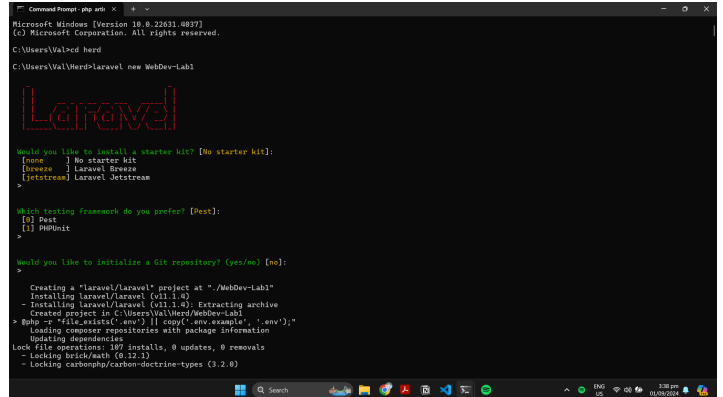 Command Prompt - php artis
Microsoft Windows [Version 10.0.22631.4037]
(c) Microsoft Corporation. All rights reserved.
C:\Users\Val>cd herd
C:\Users\Val\Herd>laravel new WebDev-Lab1
Laravel
Would you like to install a starter kit? [No starter kit]:
[none     ] No starter kit
[breeze   ] Laravel Breeze
[jetstream] Laravel Jetstream
>
Which testing framework do you prefer? [Pest]:
[0] Pest
[1] PHPUnit
>
Would you like to initialize a Git repository? (yes/no) [no]:
>
Creating a "laravel/laravel" project at "./WebDev-Lab1"
Installing laravel/laravel (v11.1.4)
- Installing laravel/laravel (v11.1.4): Extracting archive
Created project in C:\Users\Val\Herd/WebDev-Lab1
> @php -r "file_exists('.env') || copy('.env.example', '.env');"
Loading composer repositories with package information
Updating dependencies
Lock file operations: 107 installs, 0 updates, 0 removals
- Locking brick/math (0.12.1)
- Locking carbonphp/carbon-doctrine-types (3.2.0)
Search
ENG
US
3:38 pm
01/09/2024